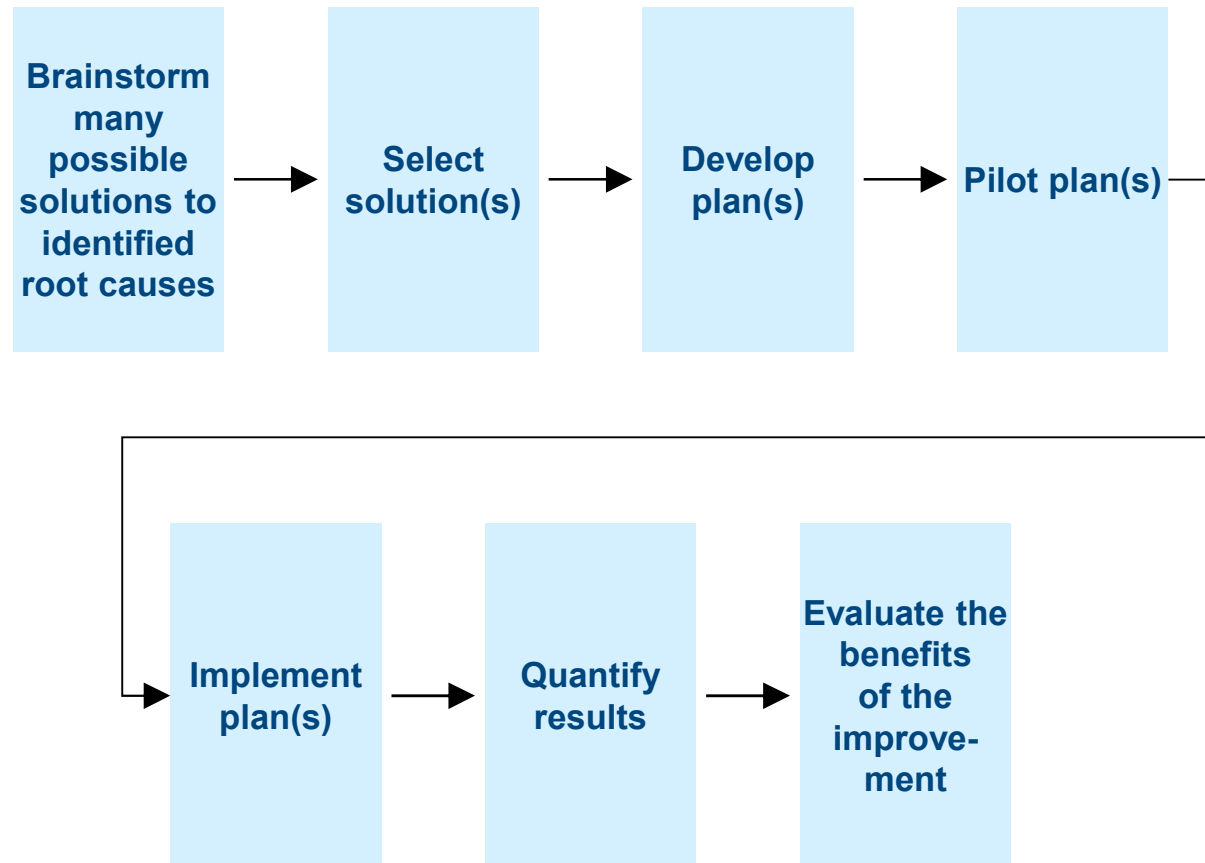 Brainstorm
many
possible
solutions to
identified
root causes
Select
solution(s)
Develop
plan(s)
Pilot plan(s)
Implement
plan(s)
Quantify
results
Evaluate the
benefits
of the
improve-
ment